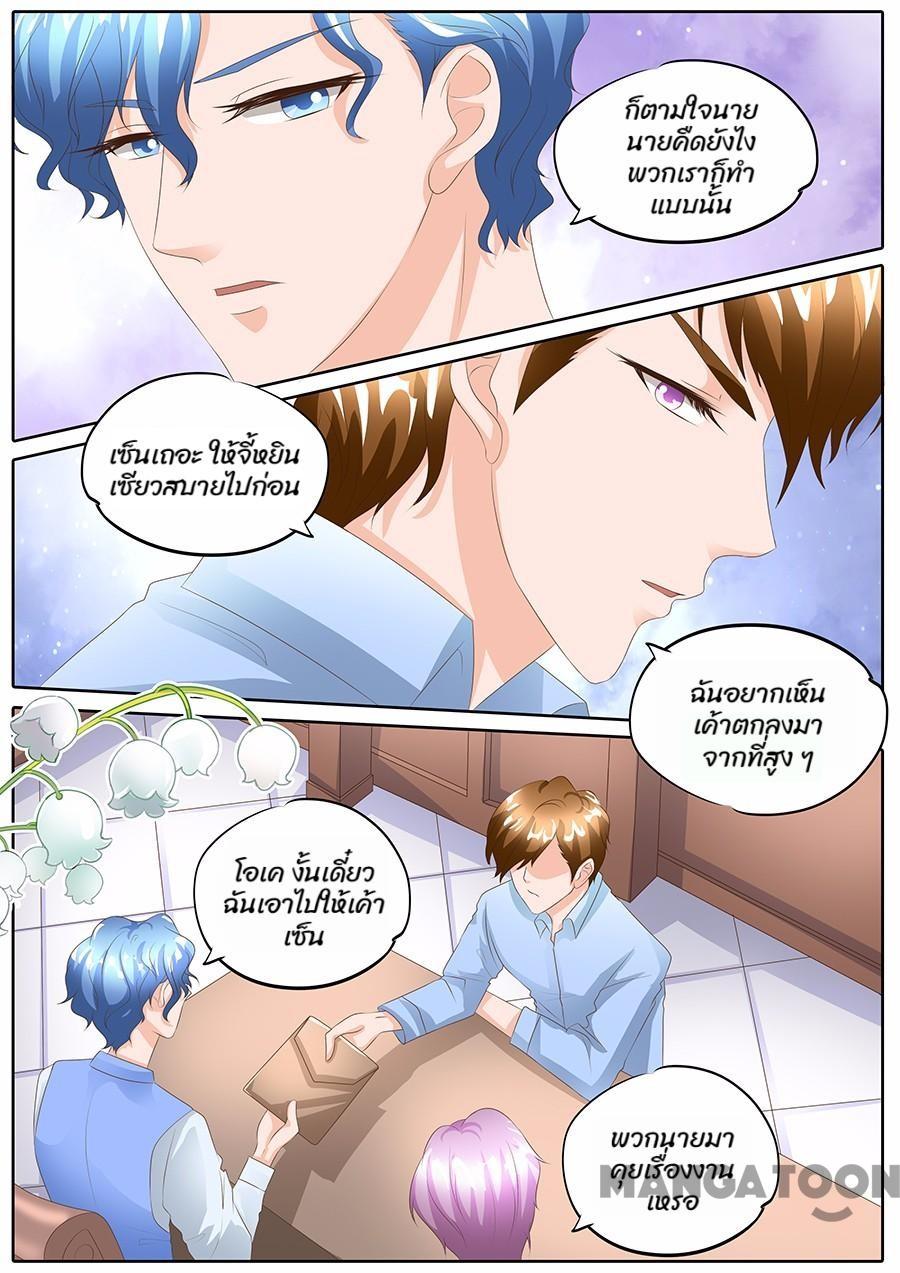 ก็ตามใจนาย
นายคืดยังไง
พวกเราก็ทำ
แบบนั้น
เซ็นเถอะ ให้จี้หยิน
เซียวสบายไปก่อน
ฉันอยากเห็น
เค้าตกลงมา
จากที่สูง ๆ
โอเค งั้นเดี๋ยว
ฉันเอาไปให้เค้า
เซ็น
พวกนายมา
คุยเรื่องงาน
เหรอ
MANGATOON